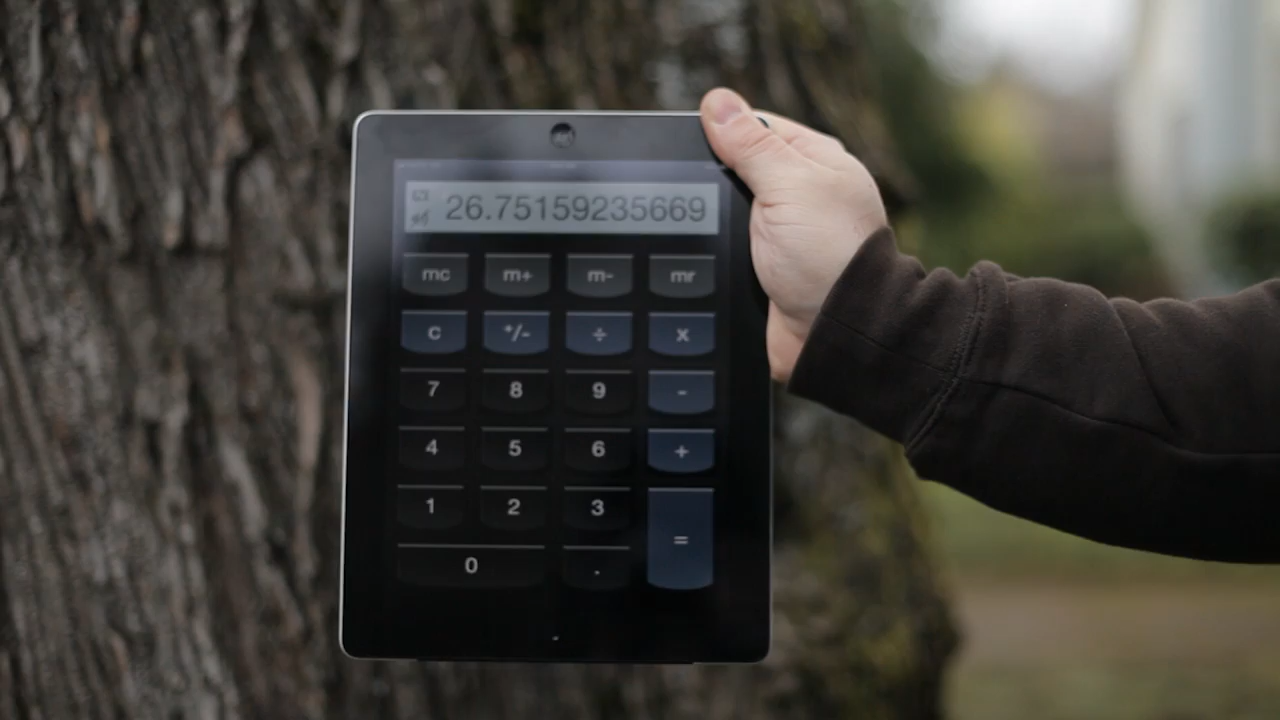 26.75159235669
mc m+ m- mr
c +/- ÷ x
7 8 9 -
4 5 6 +
1 2 3
0 . =